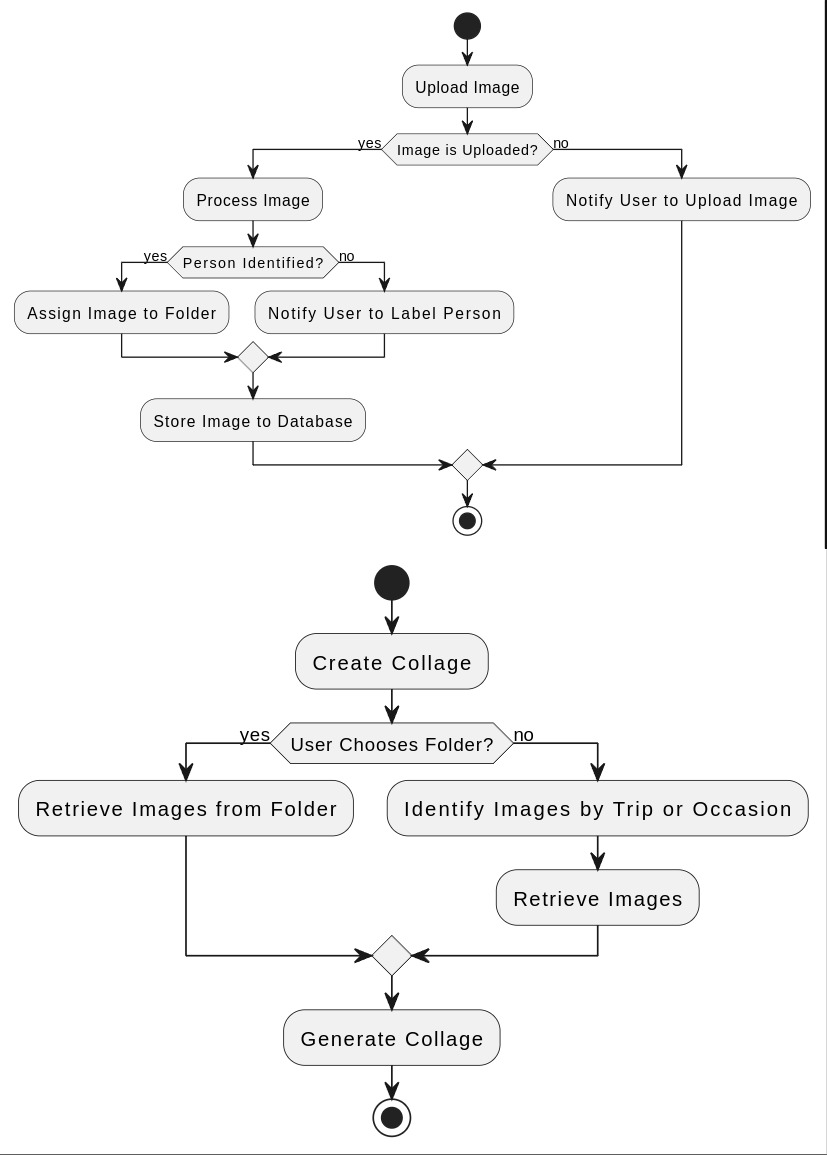 Upload Image
yes
Image is Uploaded?
no
Process Image
Notify User to Upload Image
yes
Person Identified?
no
Assign Image to Folder
Notify User to Label Person
Store Image to Database
Create Collage
yes
User Chooses Folder?
no
Retrieve Images from Folder
Identify Images by Trip or Occasion
Retrieve Images
Generate Collage